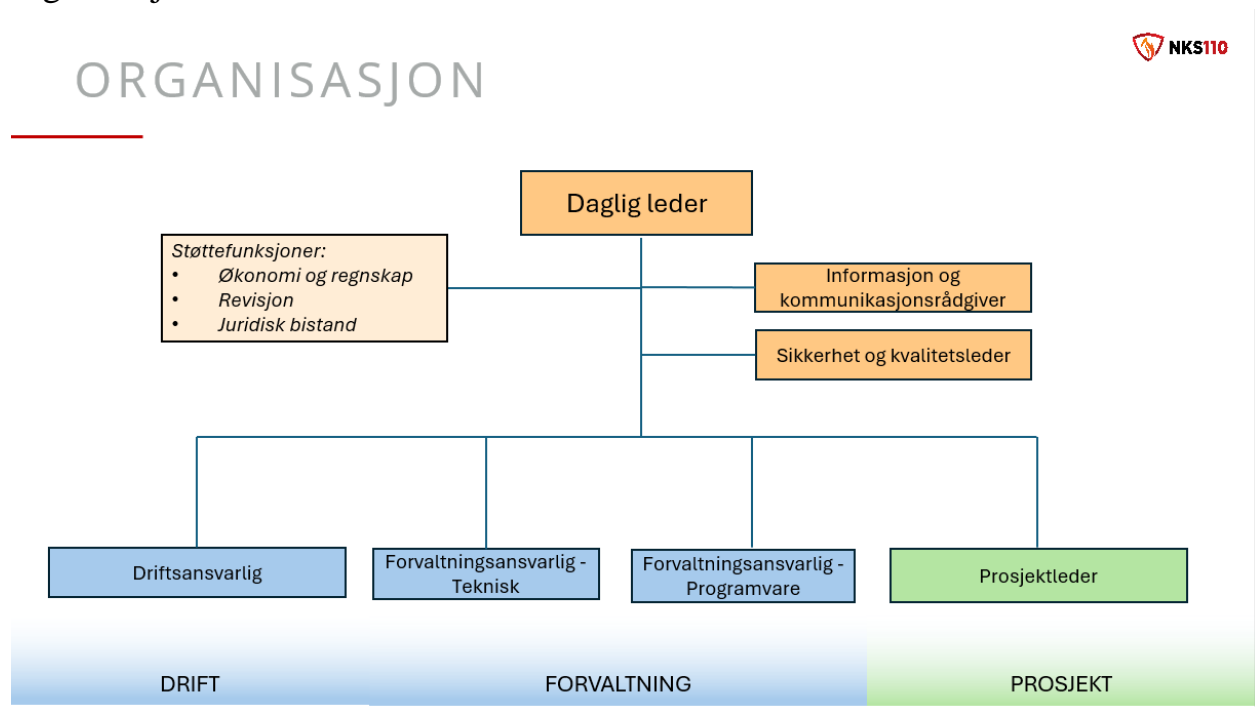 NKS110
ORGANISASJON
Daglig leder
Støttefunksjoner:
• Økonomi og regnskap
• Revisjon
• Juridisk bistand
Informasjon og
kommunikasjonsrådgiver
Sikkerhet og kvalitetsleder
Driftsansvarlig
Forvaltningsansvarlig -
Teknisk
Forvaltningsansvarlig -
Programvare
Prosjektleder
DRIFT
FORVALTNING
PROSJEKT